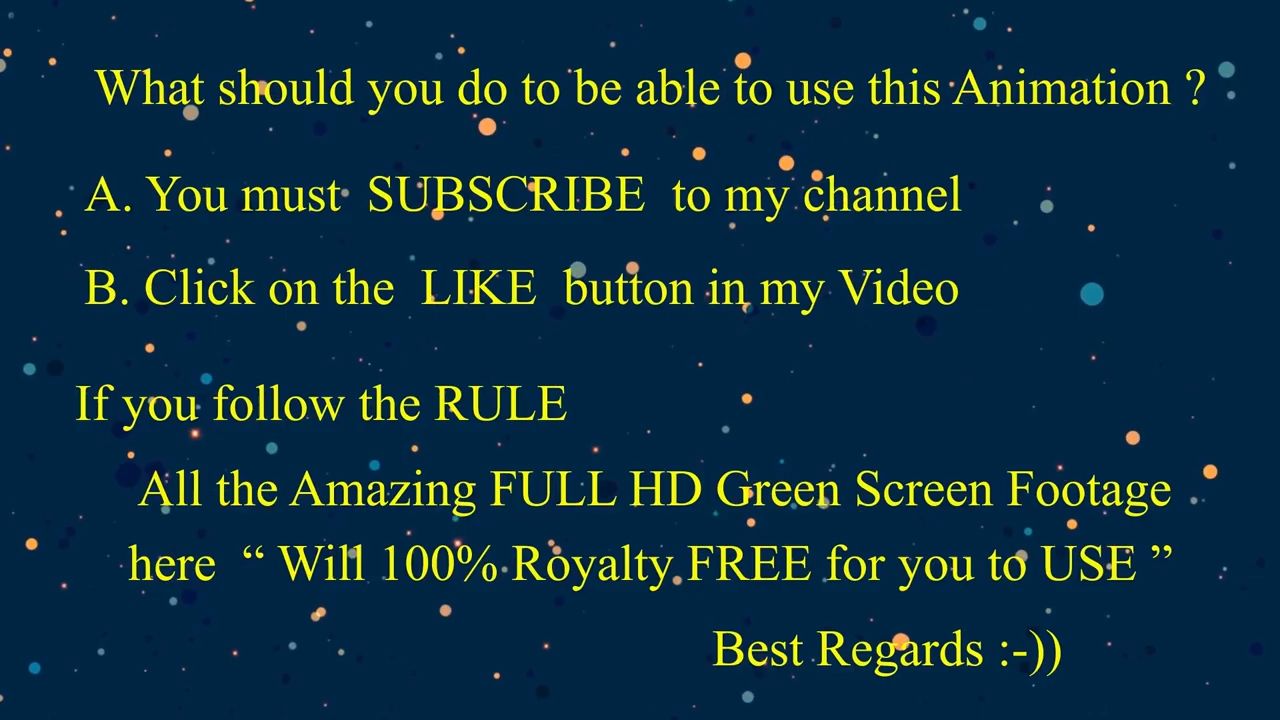 What should you do to be able to use this Animation ?
A. You must SUBSCRIBE to my channel
B. Click on the LIKE button in my Video
If you follow the RULE
All the Amazing FULL HD Green Screen Footage
here “ Will 100% Royalty FREE for you to USE ”
Best Regards :-))